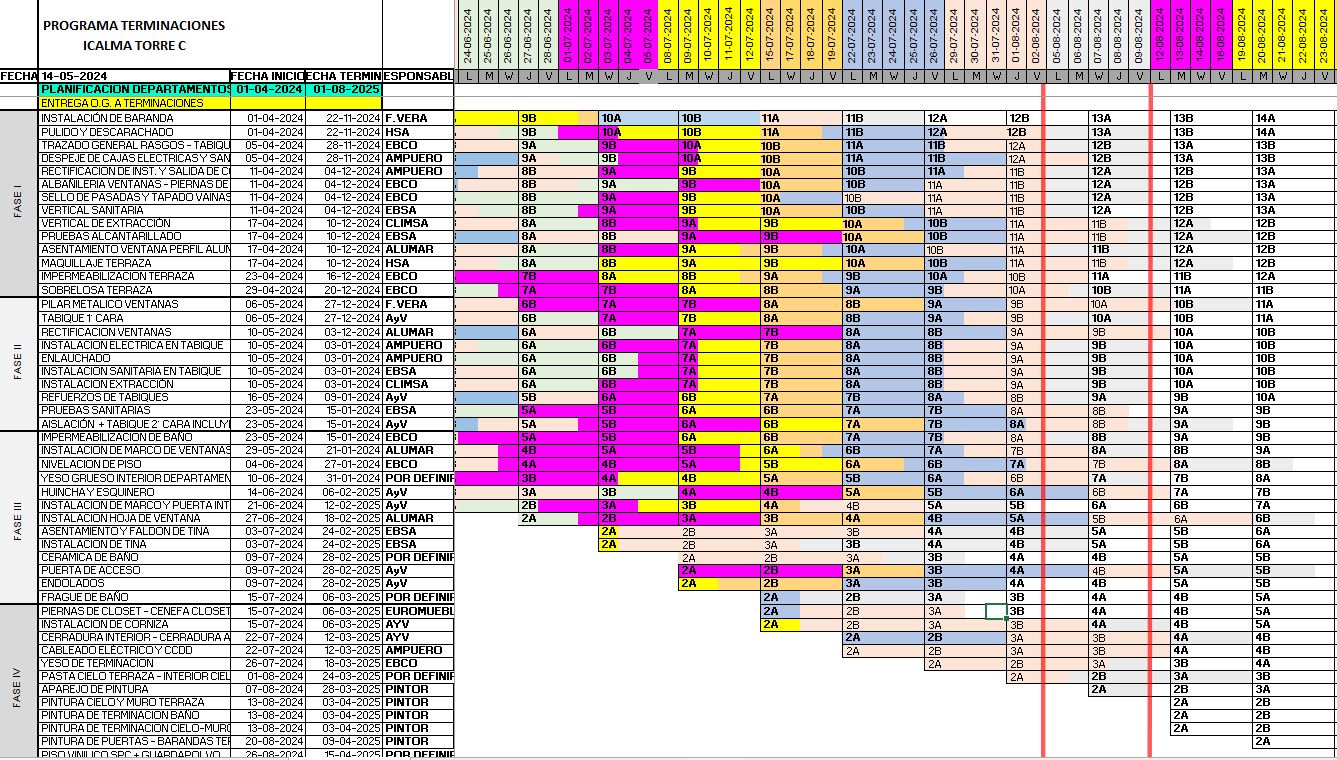 PROGRAMA TERMINACIONES
ICALMA TORRE C
24-06-2024 25-06-2024 26-06-2024 27-06-2024 01-07-2024 02-07-2024 03-07-2024 04-07-2024 05-07-2024 08-07-2024 09-07-2024 10-07-2024 11-07-2024 12-07-2024 15-07-2024 17-07-2024 18-07-2024 19-07-2024 22-07-2024 23-07-2024 24-07-2024 25-07-2024 26-07-2024 29-07-2024 30-07-2024 31-07-2024 01-08-2024 02-08-2024 05-08-2024 06-08-2024 07-08-2024 08-08-2024 09-08-2024 12-08-2024 13-08-2024 14-08-2024 16-08-2024 19-08-2024 20-08-2024 21-08-2024 22-08-2024 23-08-2024
FECHA 14-05-2024 FECHA INICIO ECHA TERMIN ESPONSABL L M W J L M W J V L M W J V L W J V L M W J V L M W J V L M W J V L M W V L M W J V
PLANIFICACION DEPARTAMENTOS 01-04-2024 01-08-2025
ENTREGA O.G. A TERMINACIONES
FASE I
INSTALACIÓN DE BARANDA 01-04-2024 22-11-2024 F.VERA 9B 10A 10B 11A 11B 12A 12B 13A 13B 14A
PULIDO Y DESCARACHADO 01-04-2024 22-11-2024 HSA 9B 10A 10B 11A 11B 12A 12B 13A 13B 14A
TRAZADO GENERAL RASGOS - TABIQU 05-04-2024 28-11-2024 EBCO 9A 9B 10A 10B 11A 11B 12A 12B 13A 13B
DESPEJE DE CAJAS ELECTRICAS Y SAN 05-04-2024 28-11-2024 AMPUERO 9A 9B 10A 10B 11A 11B 12A 12B 13A 13B
RECTIFICACION DE INST. Y SALIDA DE CO 11-04-2024 04-12-2024 AMPUERO 8B 9A 9B 10A 10B 11A 11B 12A 12B 13A
ALBAÑILERIA VENTANAS - PIERNAS DE 11-04-2024 04-12-2024 EBCO 8B 9A 9B 10A 10B 11A 11B 12A 12B 13A
SELLO DE PASADAS Y TAPADO VAINAS 11-04-2024 04-12-2024 EBCO 8B 9A 9B 10A 10B 11A 11B 12A 12B 13A
VERTICAL SANITARIA 11-04-2024 04-12-2024 EBSA 8B 9A 9B 10A 10B 11A 11B 12A 12B 13A
VERTICAL DE EXTRACCIÓN 17-04-2024 10-12-2024 CLIMSA 8A 8B 9A 9B 10A 10B 11A 11B 12A 12B
PRUEBAS ALCANTARILLADO 17-04-2024 10-12-2024 EBSA 8A 8B 9A 9B 10A 10B 11A 11B 12A 12B
ASENTAMIENTO VENTANA PERFIL ALUM 17-04-2024 10-12-2024 ALUMAR 8A 8B 9A 9B 10A 10B 11A 11B 12A 12B
MAQUILLAJE TERRAZA 17-04-2024 10-12-2024 HSA 8A 8B 9A 9B 10A 10B 11A 11B 12A 12B
IMPERMEABILIZACION TERRAZA 23-04-2024 16-12-2024 EBCO 7B 8A 8B 9A 9B 10A 10B 11A 11B 12A
SOBRELOSA TERRAZA 29-04-2024 20-12-2024 EBCO 7A 7B 8A 8B 9A 9B 10A 10B 11A 11B
FASE II
PILAR METALICO VENTANAS 06-05-2024 27-12-2024 F.VERA 6B 7A 7B 8A 8B 9A 9B 10A 10B 11A
TABIQUE 1' CARA 06-05-2024 27-12-2024 AyV 6B 7A 7B 8A 8B 9A 9B 10A 10B 11A
RECTIFICACION VENTANAS 10-05-2024 03-12-2024 ALUMAR 6A 6B 7A 7B 8A 8B 9A 9B 10A 10B
INSTALACION ELECTRICA EN TABIQUE 10-05-2024 03-01-2024 AMPUERO 6A 6B 7A 7B 8A 8B 9A 9B 10A 10B
ENLAUCHADO 10-05-2024 03-01-2024 AMPUERO 6A 6B 7A 7B 8A 8B 9A 9B 10A 10B
INSTALACION SANITARIA EN TABIQUE 10-05-2024 03-01-2024 EBSA 6A 6B 7A 7B 8A 8B 9A 9B 10A 10B
INSTALACION EXTRACCIÓN 10-05-2024 03-01-2024 CLIMSA 6A 6B 7A 7B 8A 8B 9A 9B 10A 10B
REFUERZOS DE TABIQUES 16-05-2024 09-01-2024 AyV 5B 6A 6B 7A 7B 8A 8B 9A 9B 10A
PRUEBAS SANITARIAS 23-05-2024 15-01-2024 EBSA 5A 5B 6A 6B 7A 7B 8A 8B 9A 9B
AISLACIÓN + TABIQUE 2' CARA INCLUY 23-05-2024 15-01-2024 AyV 5A 5B 6A 6B 7A 7B 8A 8B 9A 9B
FASE III
IMPERMEABILIZACION DE BAÑO 23-05-2024 15-01-2024 EBCO 5A 5B 6A 6B 7A 7B 8A 8B 9A 9B
INSTALACION DE MARCO DE VENTANAS 29-05-2024 21-01-2024 ALUMAR 4B 5A 5B 6A 6B 7A 7B 8A 8B 9A
NIVELACION DE PISO 04-06-2024 27-01-2024 EBCO 4A 4B 5A 5B 6A 6B 7A 7B 8A 8B
YESO GRUESO INTERIOR DEPARTAMEN 10-06-2024 31-01-2024 POR DEFINIR 3B 4A 4B 5A 5B 6A 6B 7A 7B 8A
HUINCHA Y ESQUINERO 14-06-2024 06-02-2024 AyV 3A 3B 4A 4B 5A 5B 6A 6B 7A 7B
INSTALACION DE MARCO Y PUERTA INT 21-06-2024 12-02-2024 AyV 2B 3A 3B 4A 4B 5A 5B 6A 6B 7A
INSTALACION HOJA DE VENTANA 27-06-2024 18-02-2024 ALUMAR 2A 2B 3A 3B 4A 4B 5A 5B 6A 6B
ASENTAMIENTO Y FALDON DE TINA 03-07-2024 24-02-2024 EBSA 2A 2B 3A 3B 4A 4B 5A 5B 6A
INSTALACION DE TINA 03-07-2024 24-02-2024 EBSA 2A 2B 3A 3B 4A 4B 5A 5B 6A
CERAMICA DE BAÑO 09-07-2024 28-02-2024 POR DEFINIR 2A 2B 3A 3B 4A 4B 5A 5B
PUERTA DE ACCESO 09-07-2024 28-02-2024 AyV 2A 2B 3A 3B 4A 4B 5A 5B
ENDOLADOS 09-07-2024 28-02-2024 AyV 2A 2B 3A 3B 4A 4B 5A 5B
FRAGUE DE BAÑO 15-07-2024 06-03-2024 POR DEFINIR 2A 2B 3A 3B 4A 4B 5A
FASE IV
PIERNAS DE CLOSET - CENEFA CLOSET 15-07-2024 06-03-2024 EUROMUEBL 2A 2B 3A 3B 4A 4B 5A
INSTALACION DE CORNIZA 15-07-2024 06-03-2024 AYV 2A 2B 3A 3B 4A 4B 5A
CERRADURA INTERIOR - CERRADURA A 22-07-2024 12-03-2024 AYV 2A 2B 3A 3B 4A 4B
CABLEADO ELÉCTRICO Y CCDD 22-07-2024 12-03-2024 AMPUERO 2A 2B 3A 3B 4A 4B
YESO DE TERMINACION 26-07-2024 18-03-2024 EBCO 2A 2B 3A 3B 4A
PASTA CIELO TERRAZA - INTERIOR CIEL 01-08-2024 24-03-2024 POR DEFINIR 2A 2B 3A 3B
APAREJO DE PINTURA 07-08-2024 28-03-2024 PINTOR 2A 2B 3A
PINTURA CIELO Y MURO TERRAZA 13-08-2024 03-04-2025 PINTOR 2A 2B
PINTURA DE TERMINACION BAÑO 13-08-2024 03-04-2025 PINTOR 2A 2B
PINTURA DE TERMINACION CIELO-MURO 13-08-2024 03-04-2025 PINTOR 2A 2B
PINTURA DE PUERTAS - BARANDAS TER 20-08-2024 09-04-2025 PINTOR 2A
PISO VINILICO SPC + GUARDAPOLVO 26-08-2024 15-04-2025 POR DEFINIR